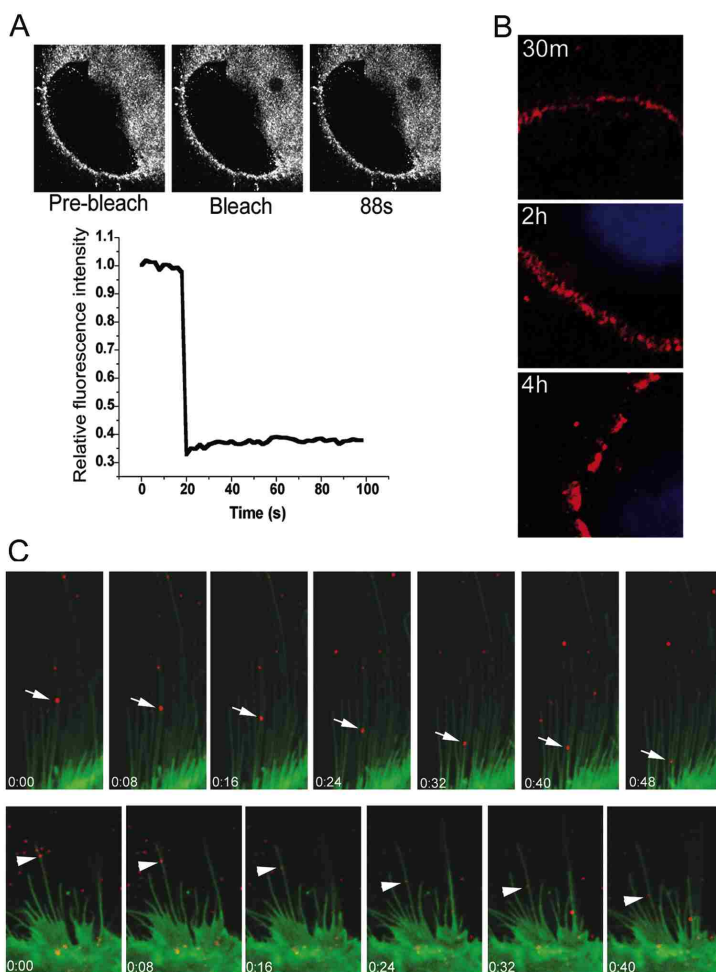 A
Pre-bleach
Bleach
88s
Relative fluorescence intensity
1.1
1.0
0.9
0.8
0.7
0.6
0.5
0.4
0.3
0
20
40
60
80
100
Time (s)
B
30m
2h
4h
C
0:00
0:08
0:16
0:24
0:32
0:40
0:48
0:00
0:08
0:16
0:24
0:32
0:40